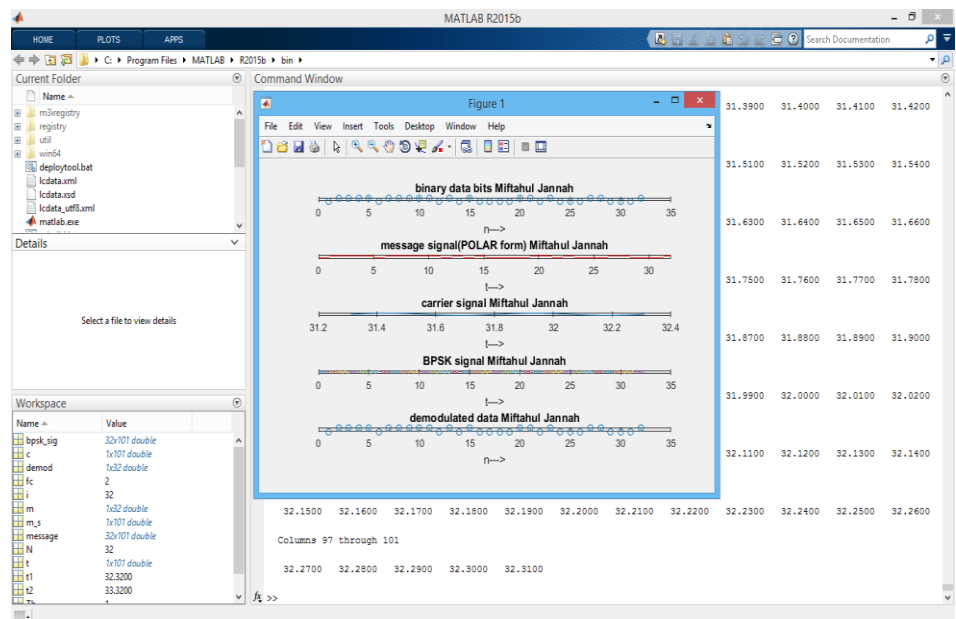 MATLAB R2015b
HOME PLOTS APPS
Search Documentation
C: ▸ Program Files ▸ MATLAB ▸ R2015b ▸ bin ▸
Current Folder
Name
m3iregistry
registry
util
win64
deploytool.bat
lcdata.xml
lcdata.xsd
lcdata_utf8.xml
matlab.exe
Details
Select a file to view details
Workspace
Name Value
bpsk_sig 32x101 double
c 1x101 double
demod 1x32 double
fc 2
i 32
m 1x32 double
m_s 1x101 double
message 32x101 double
N 32
t 1x101 double
t1 32.3200
t2 33.3200
Command Window
Figure 1
File Edit View Insert Tools Desktop Window Help
binary data bits Miftahul Jannah
0 5 10 15 20 25 30 35
n--->
message signal(POLAR form) Miftahul Jannah
0 5 10 15 20 25 30
t--->
carrier signal Miftahul Jannah
31.2 31.4 31.6 31.8 32 32.2 32.4
t--->
BPSK signal Miftahul Jannah
0 5 10 15 20 25 30 35
t--->
demodulated data Miftahul Jannah
0 5 10 15 20 25 30 35
n--->
31.3900 31.4000 31.4100 31.4200
31.5100 31.5200 31.5300 31.5400
31.6300 31.6400 31.6500 31.6600
31.7500 31.7600 31.7700 31.7800
31.8700 31.8800 31.8900 31.9000
31.9900 32.0000 32.0100 32.0200
32.1100 32.1200 32.1300 32.1400
32.1500 32.1600 32.1700 32.1800 32.1900 32.2000 32.2100 32.2200 32.2300 32.2400 32.2500 32.2600
Columns 97 through 101
32.2700 32.2800 32.2900 32.3000 32.3100
fx >>